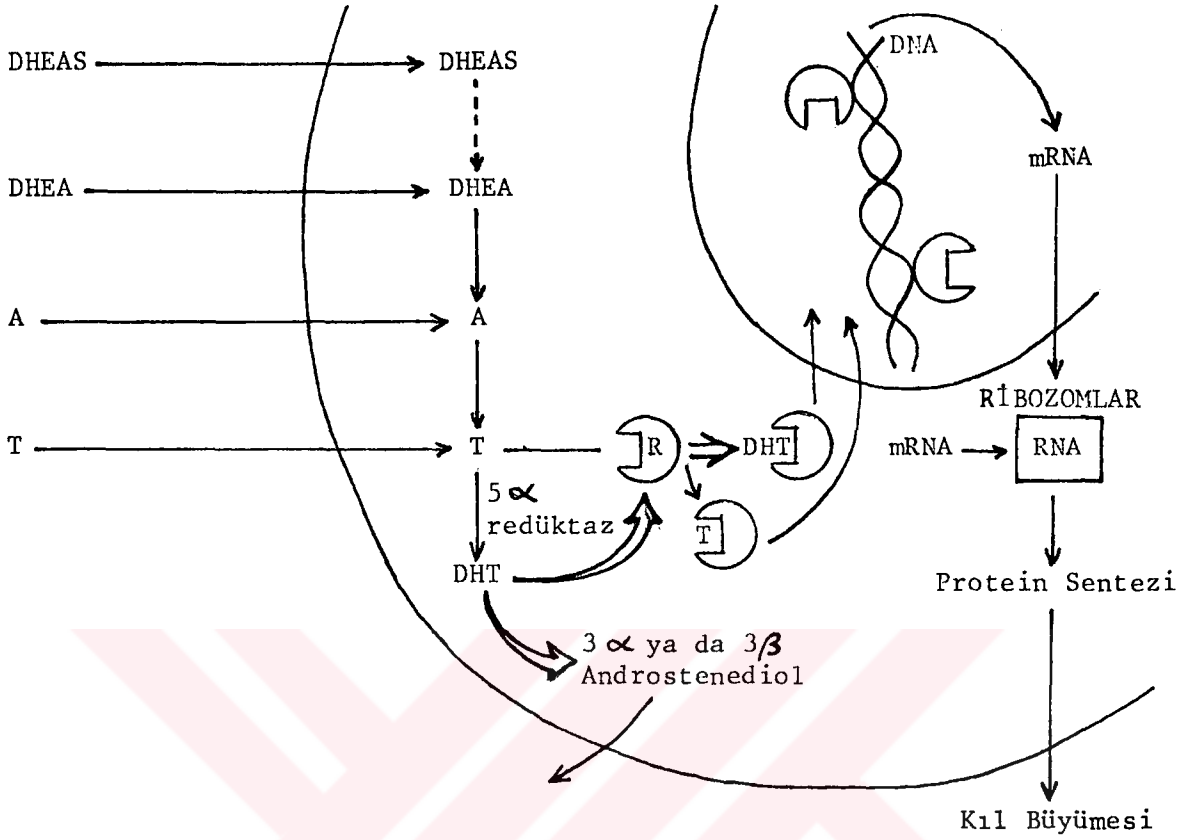 DHEAS
DHEAS
DNA
mRNA
DHEA
DHEA
A
A
RİBOZOMLAR
T
T
R
DHT
mRNA
RNA
5 α
redüktaz
T
DHT
Protein Sentezi
3 α ya da 3β
Androstenediol
Kıl Büyümesi